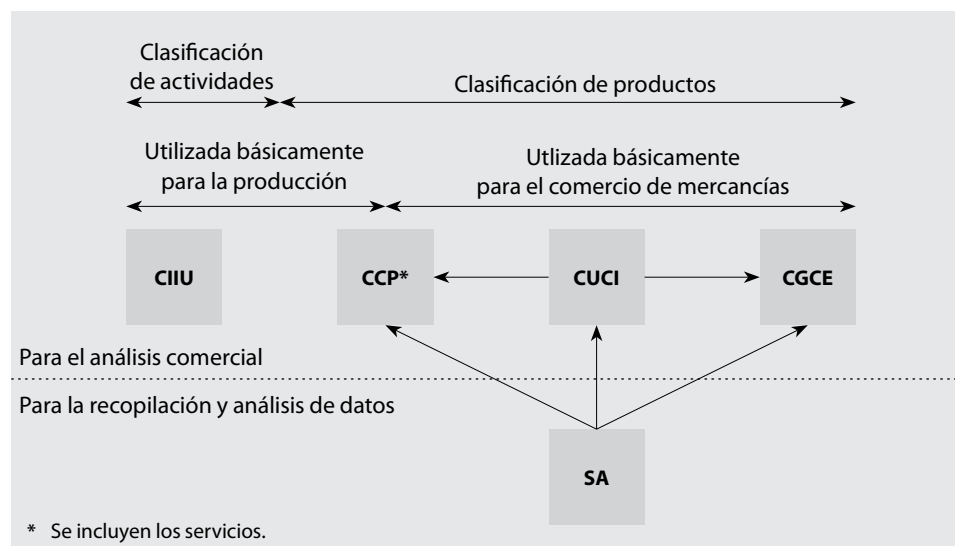 Clasificación
de actividades
Clasificación de productos
Utilizada básicamente
para la producción
Utlizada básicamente
para el comercio de mercancías
CIIU
CCP*
CUCI
CGCE
Para el análisis comercial
Para la recopilación y análisis de datos
SA
* Se incluyen los servicios.